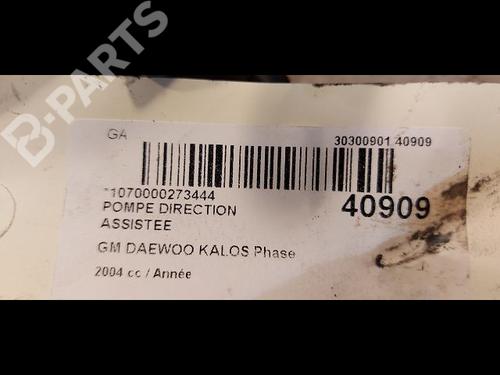 B-PARTS
GA
30300901 40909
*1070000273444
40909
POMPE DIRECTION
ASSISTEE
GM DAEWOO KALOS Phase
2004 cc / Année